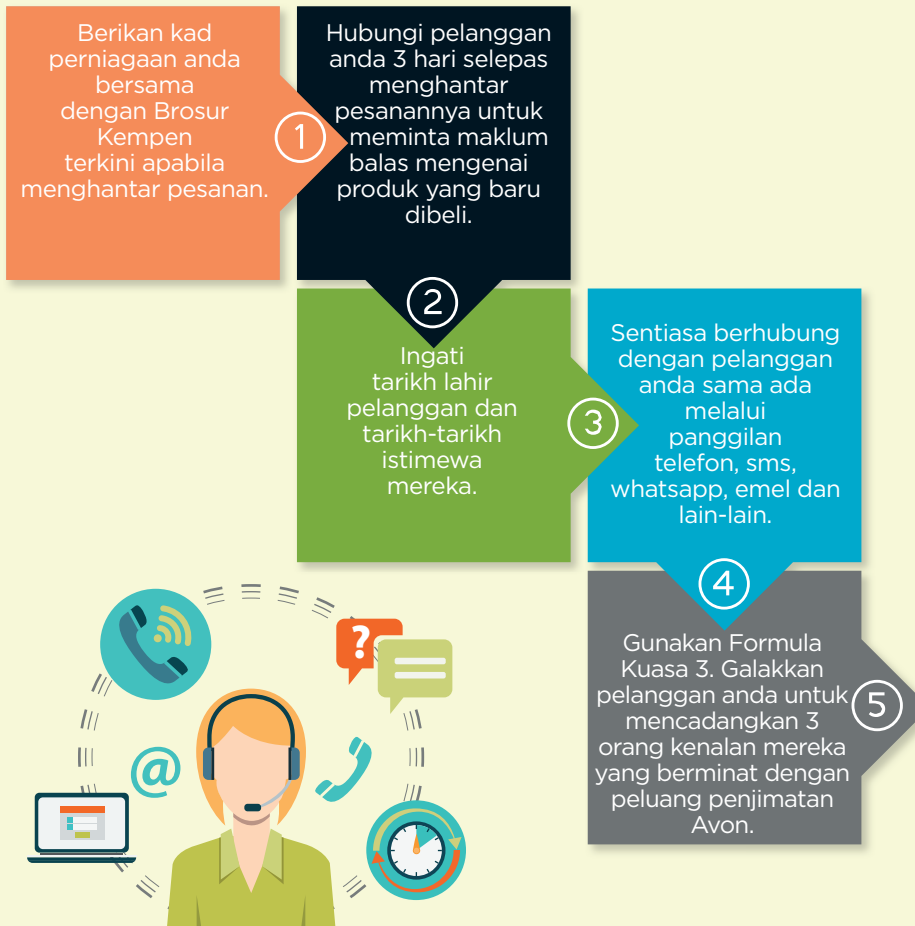 Berikan kad
perniagaan anda
bersama
dengan Brosur
Kempen
terkini apabila
menghantar pesanan.
1
Hubungi pelanggan
anda 3 hari selepas
menghantar
pesanannya untuk
meminta maklum
balas mengenai
produk yang baru
dibeli.
2
Ingati
tarikh lahir
pelanggan dan
tarikh-tarikh
istimewa
mereka.
3
Sentiasa berhubung
dengan pelanggan
anda sama ada
melalui
panggilan
telefon, sms,
whatsapp, emel dan
lain-lain.
4
Gunakan Formula
Kuasa 3. Galakkan
pelanggan anda untuk
mencadangkan 3
orang kenalan mereka
yang berminat dengan
peluang penjimatan
Avon.
5
?
@